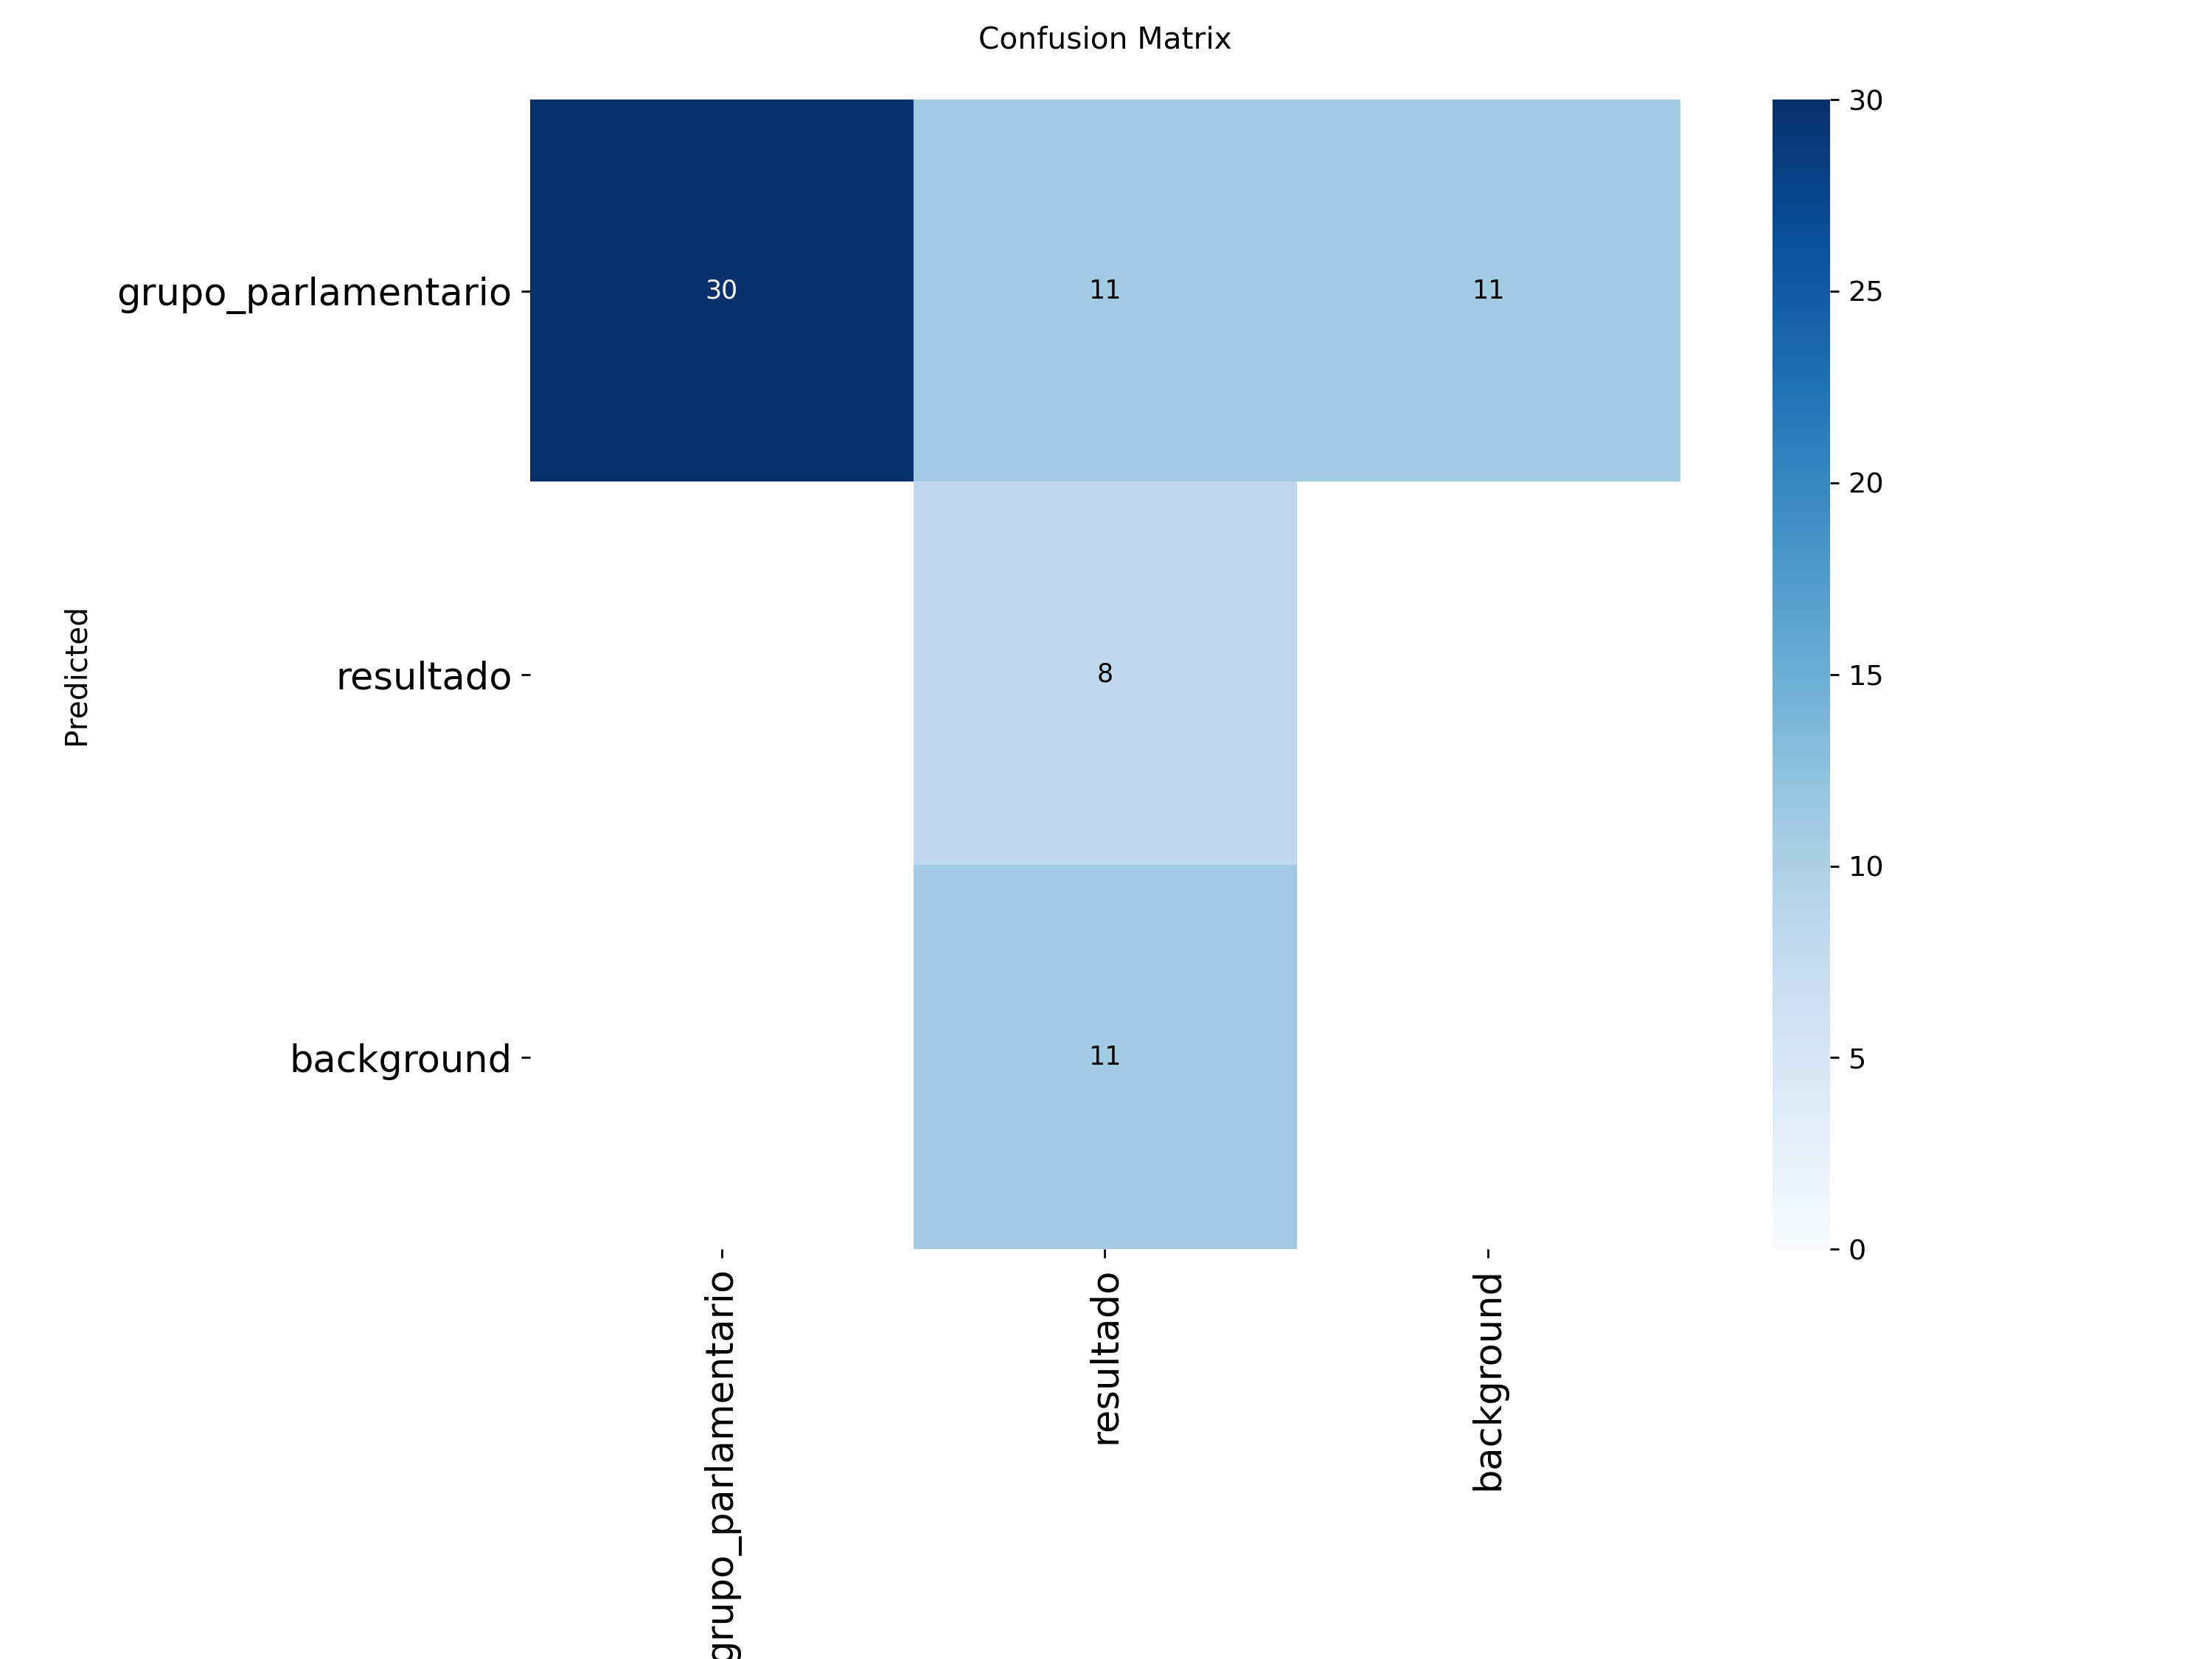 Confusion Matrix
Predicted
grupo_parlamentario
resultado
background
30
11
11
8
11
grupo_parlamentario
resultado
background
30
25
20
15
10
5
0